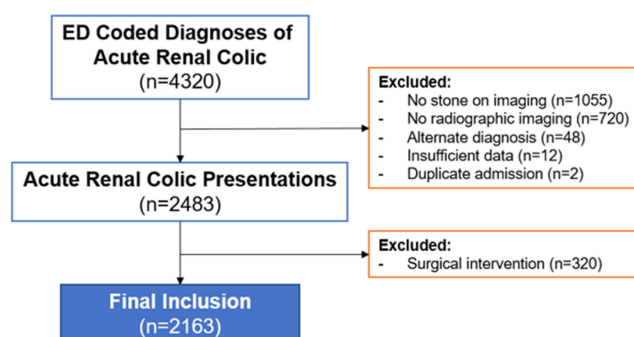 ED Coded Diagnoses of
Acute Renal Colic
(n=4320)
Excluded:
- No stone on imaging (n=1055)
- No radiographic imaging (n=720)
- Alternate diagnosis (n=48)
- Insufficient data (n=12)
- Duplicate admission (n=2)
Acute Renal Colic Presentations
(n=2483)
Excluded:
- Surgical intervention (n=320)
Final Inclusion
(n=2163)